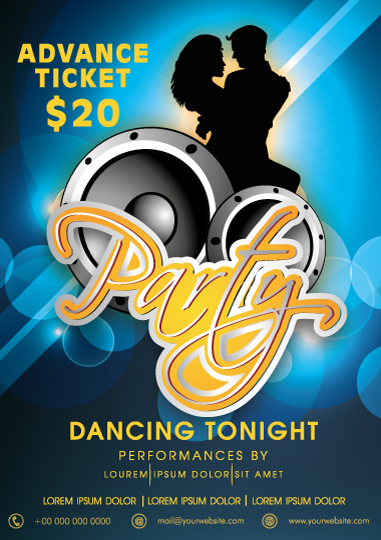 ADVANCE
TICKET
$20
Party
DANCING TONIGHT
PERFORMANCES BY
LOREM|IPSUM DOLOR|SIT AMET
LOREM IPSUM DOLOR | LOREM IPSUM DOLOR | LOREM IPSUM DOLOR
+00 000 000 0000 @ mail@yourwebsite.com www.yourwebsite.com